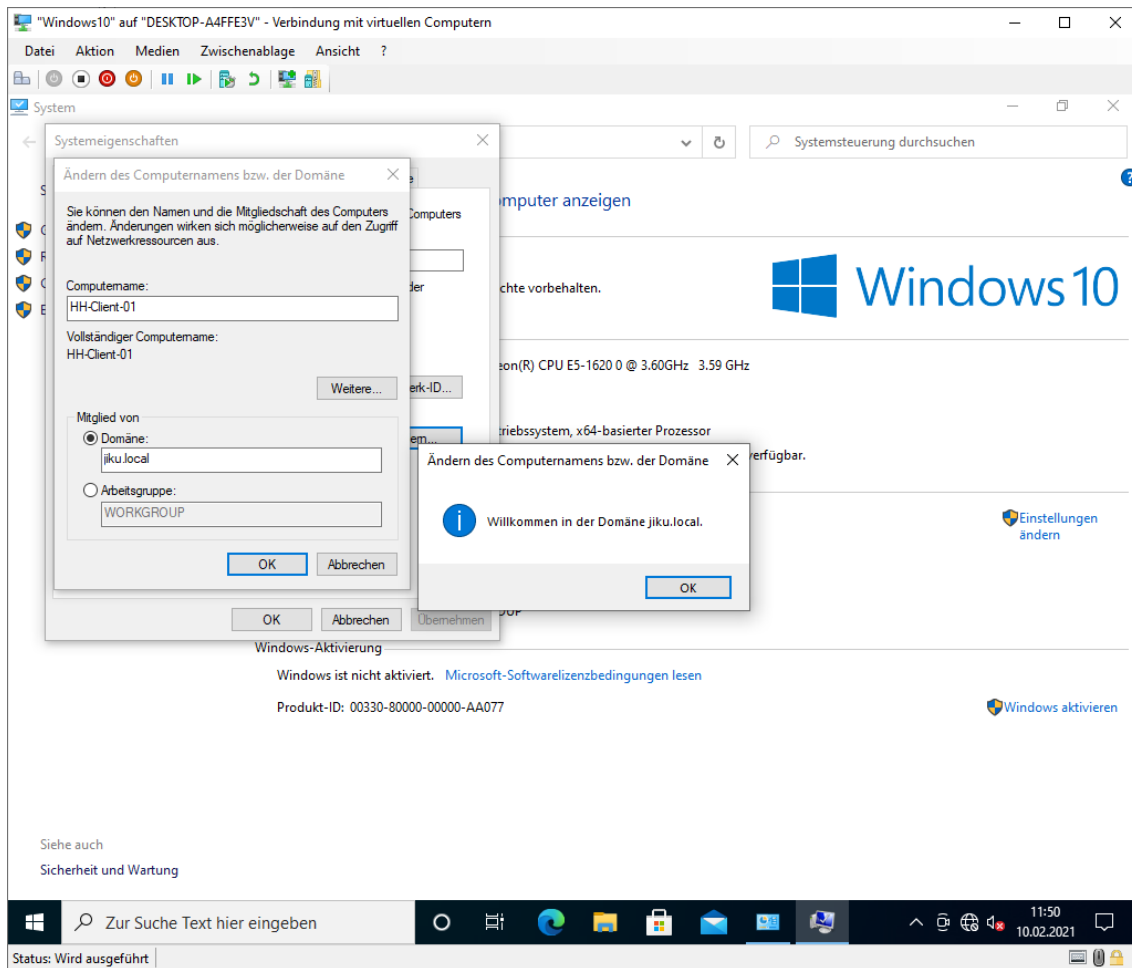 "Windows10" auf "DESKTOP-A4FFE3V" - Verbindung mit virtuellen Computern
Datei Aktion Medien Zwischenablage Ansicht ?
System
Systemeigenschaften
Systemsteuerung durchsuchen
Ändern des Computernamens bzw. der Domäne
Sie können den Namen und die Mitgliedschaft des Computers
ändern. Änderungen wirken sich möglicherweise auf den Zugriff
auf Netzwerkressourcen aus.
Computername:
HH-Client-01
Vollständiger Computername:
HH-Client-01
Weitere...
Mitglied von
Domäne:
jiku.local
Arbeitsgruppe:
WORKGROUP
OK Abbrechen
OK Abbrechen Übernehmen
Computers
der
erk-ID...
em...
omputer anzeigen
chte vorbehalten.
Windows 10
eon(R) CPU E5-1620 0 @ 3.60GHz 3.59 GHz
triebssystem, x64-basierter Prozessor
verfügbar.
Ändern des Computernamens bzw. der Domäne
Willkommen in der Domäne jiku.local.
OK
Einstellungen
ändern
Windows-Aktivierung
Windows ist nicht aktiviert. Microsoft-Softwarelizenzbedingungen lesen
Produkt-ID: 00330-80000-00000-AA077
Windows aktivieren
Siehe auch
Sicherheit und Wartung
Zur Suche Text hier eingeben
11:50
10.02.2021
Status: Wird ausgeführt